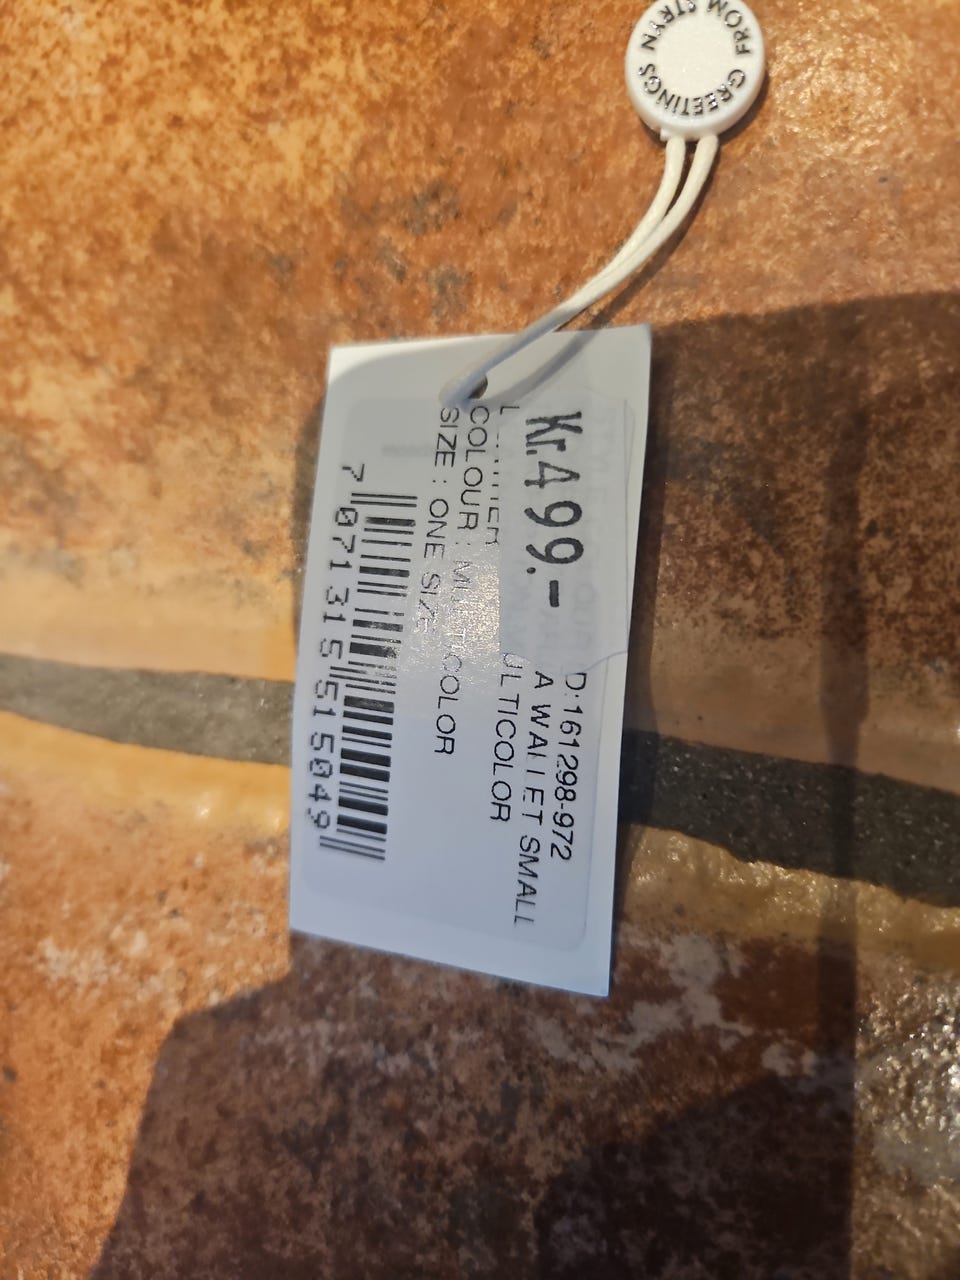 GREETINGS FROM STRYN
D:161298-972
Kr.499.-
A WALLET SMALL
ULTICOLOR
COLOUR : MULTICOLOR
SIZE : ONE SIZE
7 071315 515049